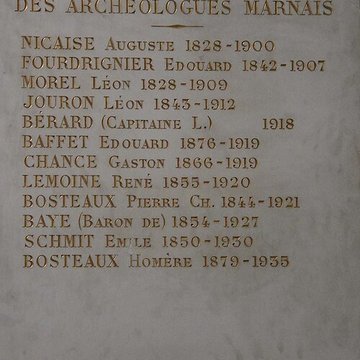 DES ARCHEOLOGUES MARNAIS
NICAISE AUGUSTE 1828-1900
FOURDRIGNIER EDOUARD 1842-1907
MOREL LÉON 1828-1909
JOURON LÉON 1843-1912
BÉRARD (CAPITAINE L.) 1918
BAFFET EDOUARD 1876-1919
CHANCE GASTON 1866-1919
LEMOINE RENÉ 1855-1920
BOSTEAUX PIERRE CH. 1844-1921
BAYE (BARON DE) 1854-1927
SCHMIT EMILE 1850-1930
BOSTEAUX HOMÈRE 1879-1935